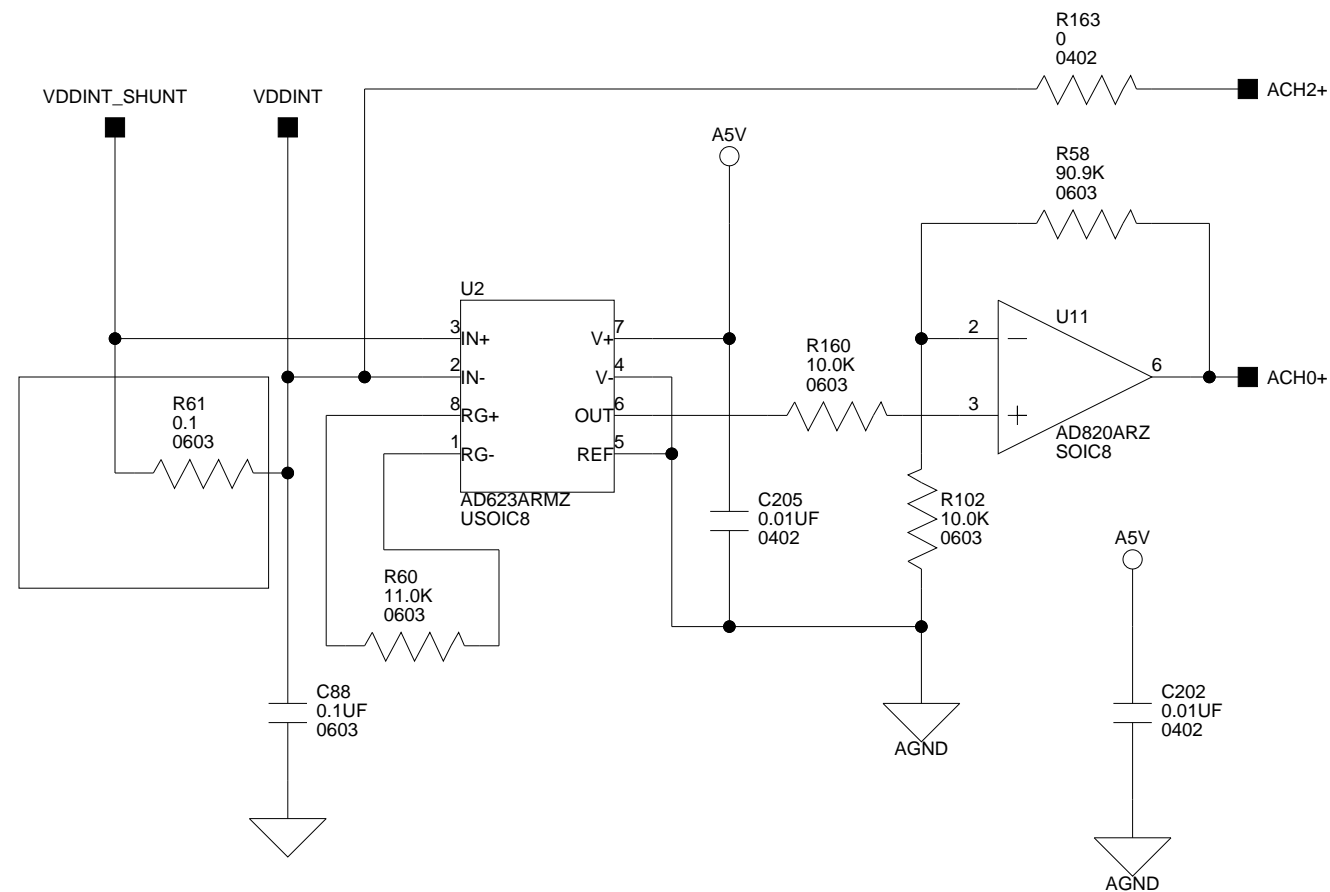 R163
0
0402
ACH2+
VDDINT_SHUNT
VDDINT
A5V
R58
90.9K
0603
U2
3
IN+
2
IN-
8
RG+
1
RG-
7
V+
4
V-
6
OUT
5
REF
AD623ARMZ
USOIC8
R160
10.0K
0603
U11
2
3
6
AD820ARZ
SOIC8
ACH0+
R61
0.1
0603
R60
11.0K
0603
C205
0.01UF
0402
R102
10.0K
0603
A5V
C88
0.1UF
0603
AGND
C202
0.01UF
0402
AGND